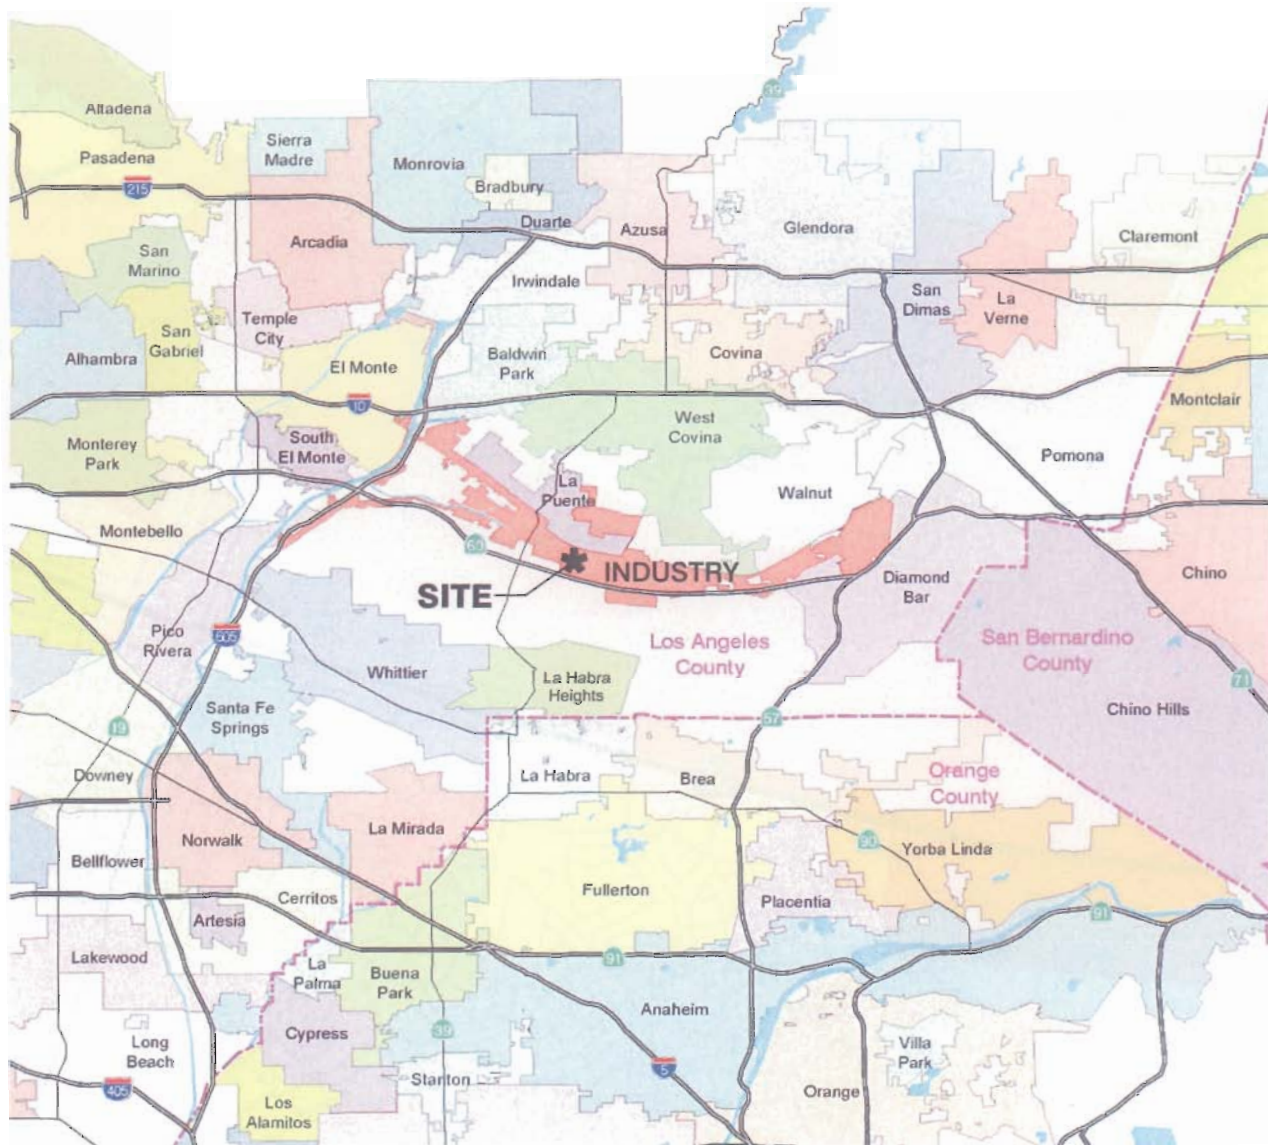 39
Altadena
Sierra
Madre
Pasadena
Monrovia
Bradbury
215
Duarte
Azusa
Glendora
Claremont
Arcadia
San
Marino
Irwindale
San
Dimas
La
Verne
Temple
City
San
Gabriel
Alhambra
El Monte
Baldwin
Park
Covina
10
Montclair
West
Covina
Monterey
Park
South
El Monte
Pomona
La
Puente
Walnut
Montebello
60
INDUSTRY
SITE
Diamond
Bar
Chino
Pico
Rivera
605
Los Angeles
County
San Bernardino
County
Whittier
La Habra
Heights
71
Santa Fe
Springs
Chino Hills
19
57
Downey
La Habra
Brea
Orange
County
Norwalk
La Mirada
90
Yorba Linda
Bellflower
Fullerton
Cerritos
Placentia
Artesia
91
Lakewood
La
Palma
Buena
Park
91
Anaheim
Cypress
39
Long
Beach
Villa
Park
Stanton
5
405
Orange
Los
Alamitos